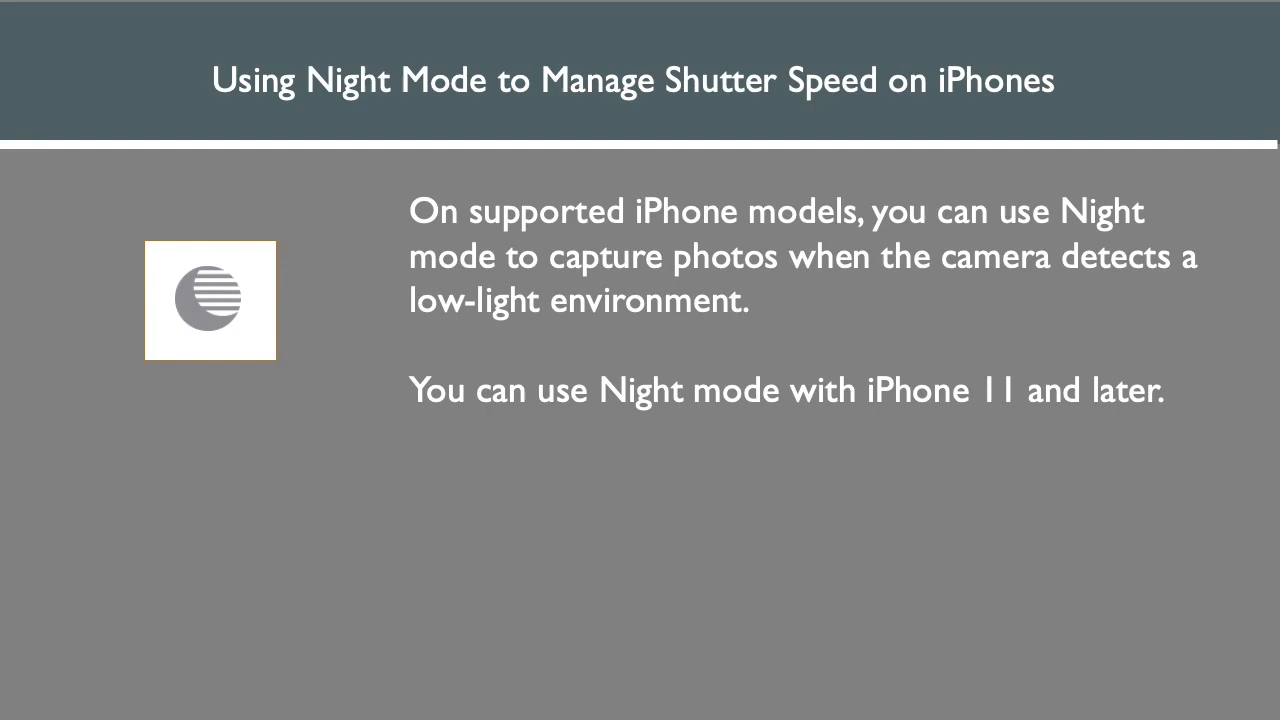 Using Night Mode to Manage Shutter Speed on iPhones
On supported iPhone models, you can use Night
mode to capture photos when the camera detects a
low-light environment.
You can use Night mode with iPhone 11 and later.